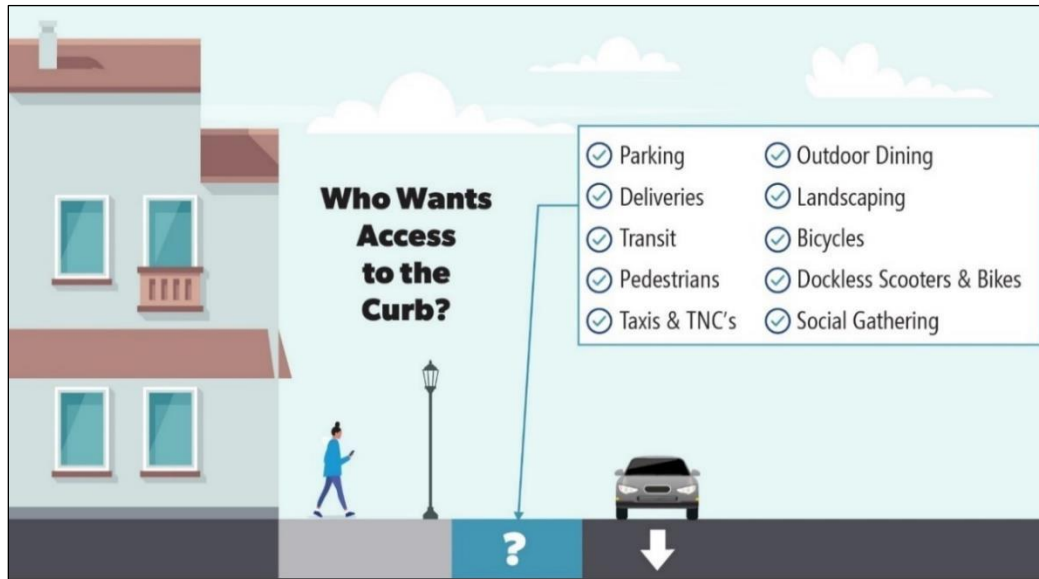 Who Wants
Access
to the
Curb?
Parking
Deliveries
Transit
Pedestrians
Taxis & TNC's
Outdoor Dining
Landscaping
Bicycles
Dockless Scooters & Bikes
Social Gathering
?